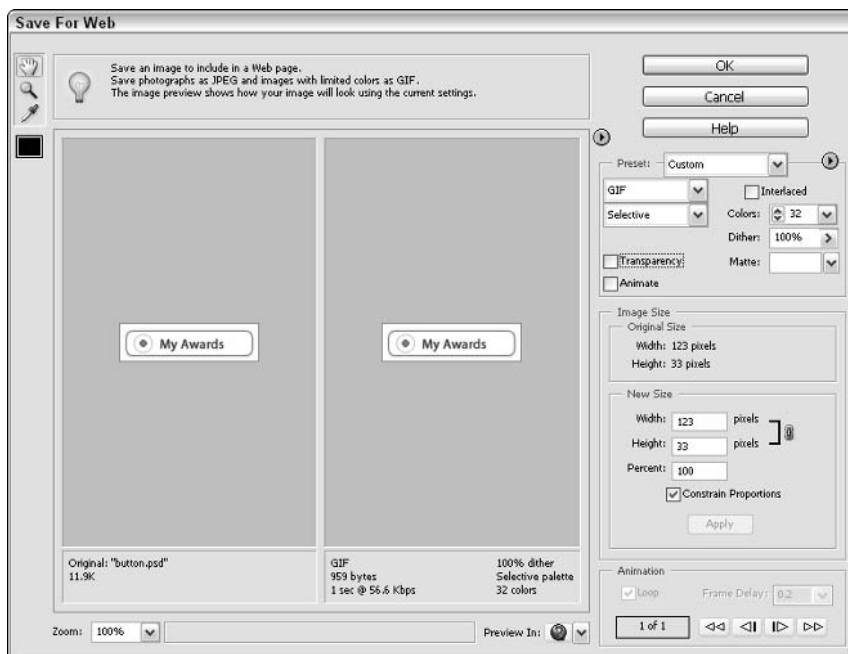 Save For Web
Save an image to include in a Web page.
Save photographs as JPEG and images with limited colors as GIF.
The image preview shows how your image will look using the current settings.
OK
Cancel
Help
Preset: Custom
GIF
Interlaced
Selective
Colors: 32
Dither: 100%
Transparency
Matte:
Animate
My Awards
My Awards
Image Size
Original Size
Width: 123 pixels
Height: 33 pixels
New Size
Width: 123 pixels
Height: 33 pixels
Percent: 100
Constrain Proportions
Apply
Original: "button.psd"
11.9K
GIF
959 bytes
1 sec @ 56.6 Kbps
100% dither
Selective palette
32 colors
Animation
Loop
Frame Delay: 0.2
1 of 1
Zoom: 100%
Preview In: